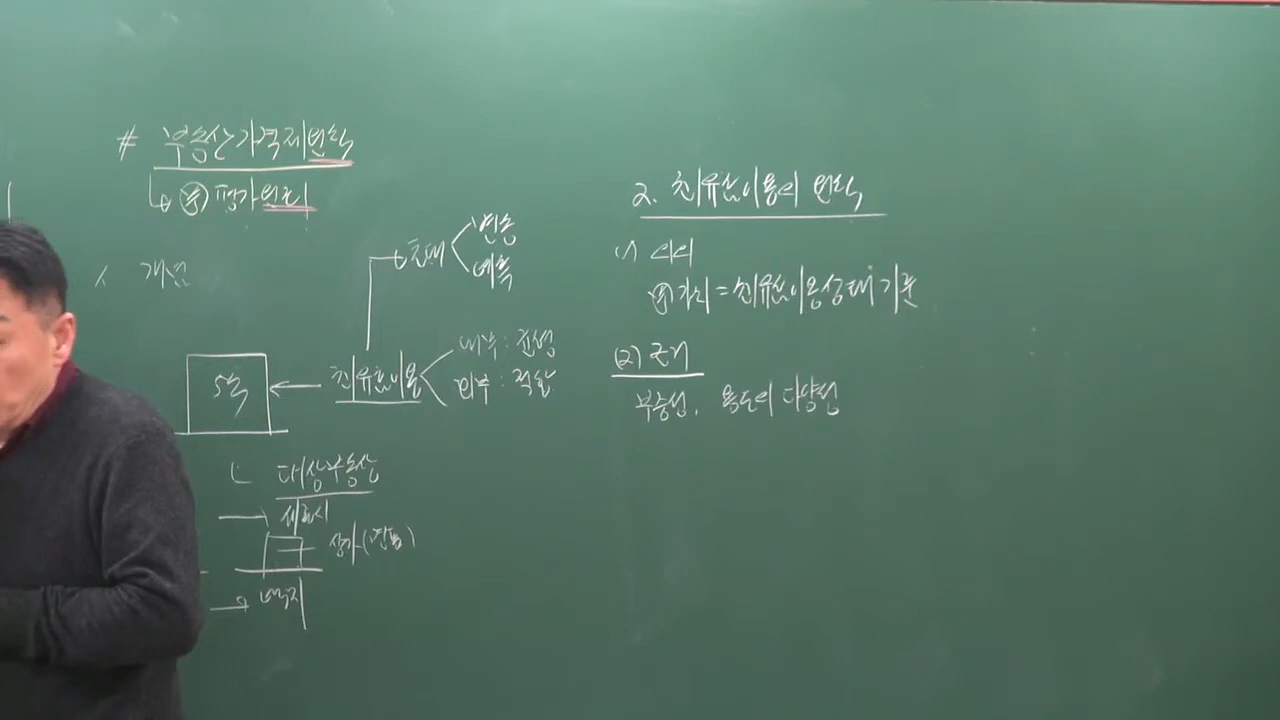 # 부동산가격제원칙
↳ (부) 평가원리
1 개념
토대 < 변동
예측
최유효이용 < 내부 : 균형
외부 : 적합
5억
대상부동산
상가(
2. 최유효이용의 원칙
(1) 의의
(부) 가치 = 최유효이용상태 기준
(2) 근거
부증성, 용도의 다양성